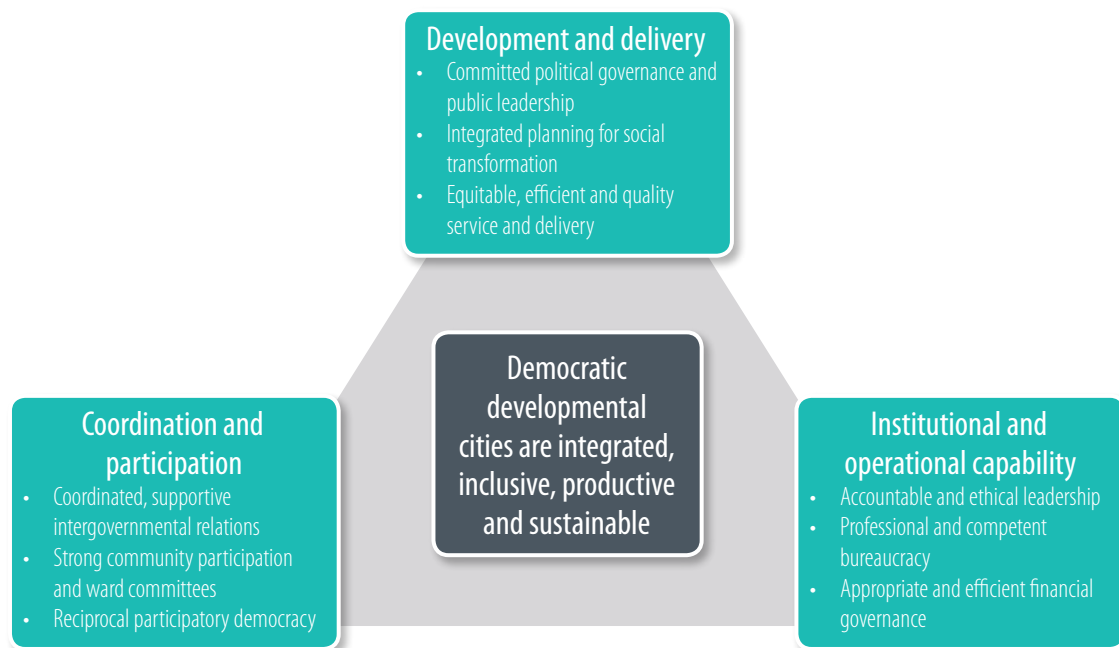 Development and delivery
• Committed political governance and
public leadership
• Integrated planning for social
transformation
• Equitable, efficient and quality
service and delivery
Democratic
developmental
cities are integrated,
inclusive, productive
and sustainable
Coordination and
participation
• Coordinated, supportive
intergovernmental relations
• Strong community participation
and ward committees
• Reciprocal participatory democracy
Institutional and
operational capability
• Accountable and ethical leadership
• Professional and competent
bureaucracy
• Appropriate and efficient financial
governance